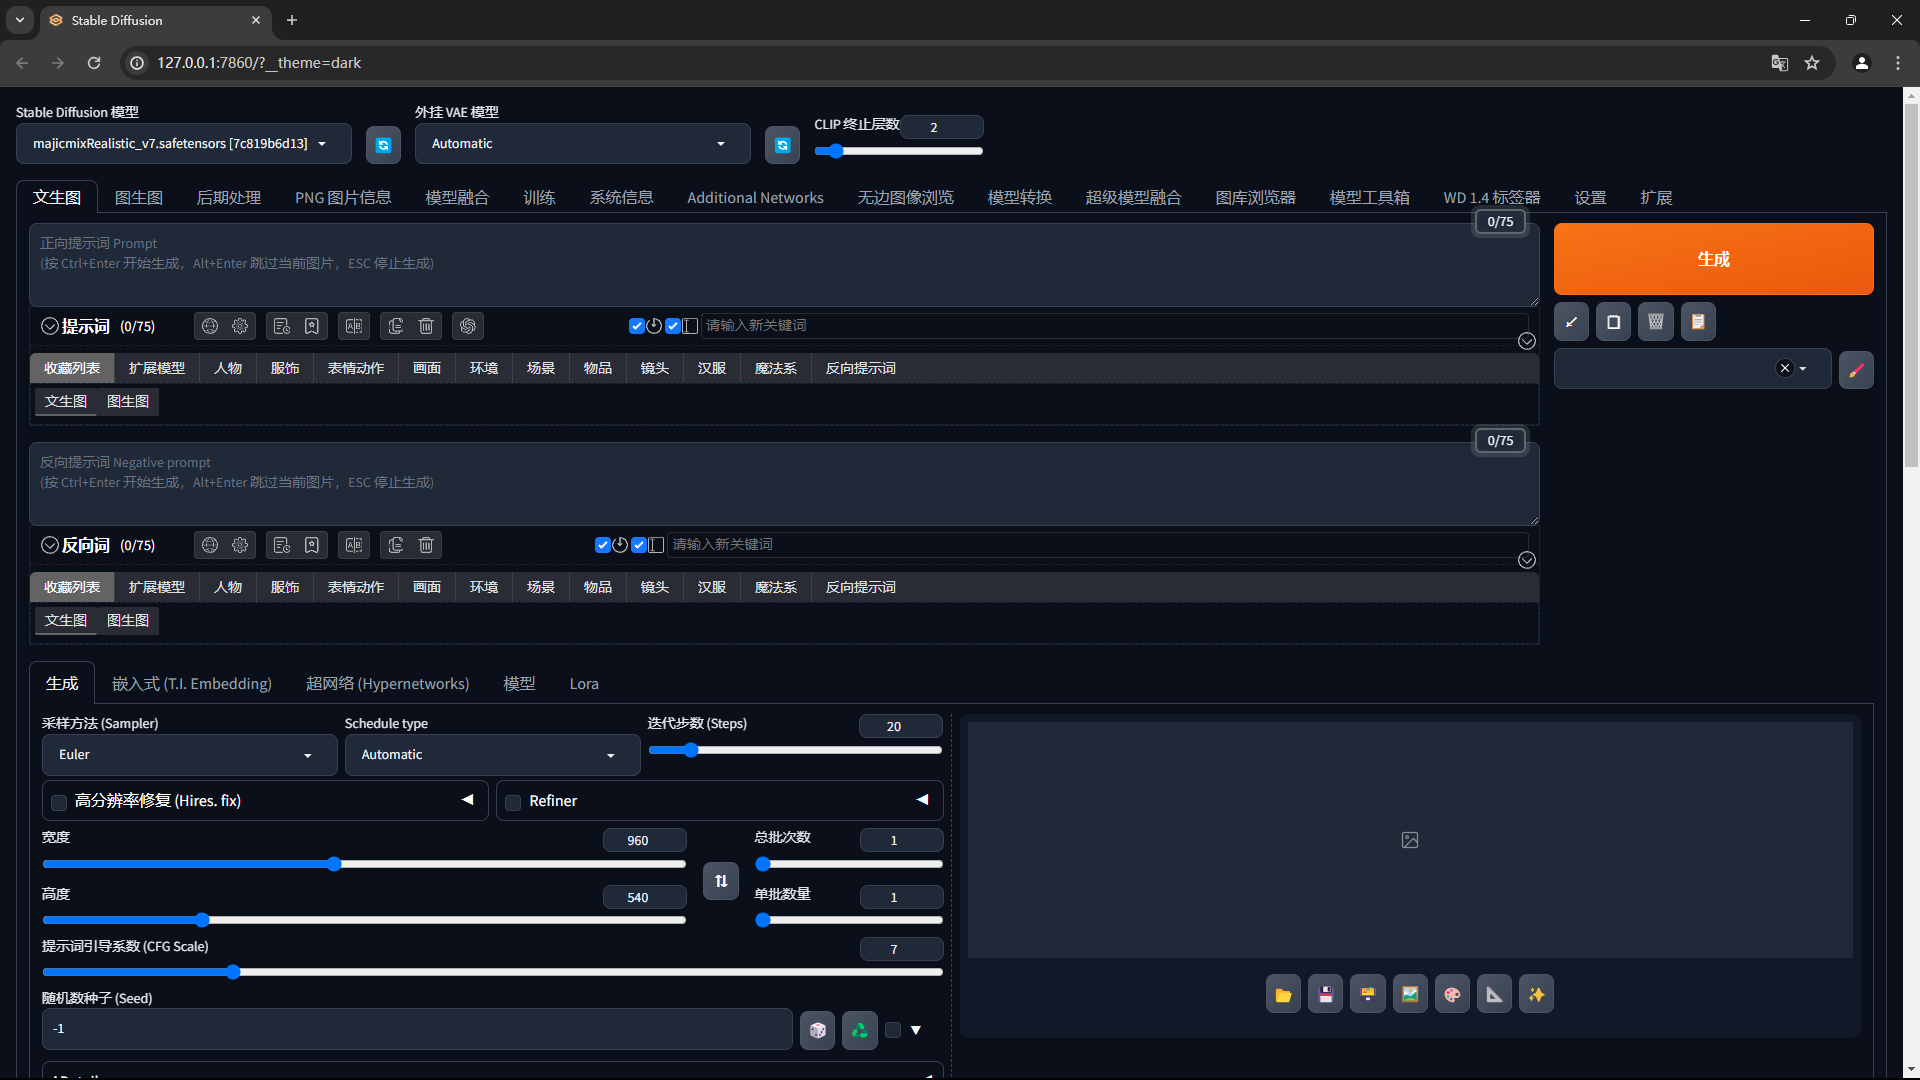 Stable Diffusion
127.0.0.1:7860/?__theme=dark
Stable Diffusion 模型
外挂 VAE 模型
CLIP 终止层数
2
majicmixRealistic_v7.safetensors [7c819b6d13]
Automatic
文生图 图生图 后期处理 PNG 图片信息 模型融合 训练 系统信息 Additional Networks 无边图像浏览 模型转换 超级模型融合 图库浏览器 模型工具箱 WD 1.4 标签器 设置 扩展
0/75
正向提示词 Prompt
(按 Ctrl+Enter 开始生成，Alt+Enter 跳过当前图片，ESC 停止生成)
生成
提示词 (0/75)
请输入新关键词
收藏列表 扩展模型 人物 服饰 表情动作 画面 环境 场景 物品 镜头 汉服 魔法系 反向提示词
文生图 图生图
0/75
反向提示词 Negative prompt
(按 Ctrl+Enter 开始生成，Alt+Enter 跳过当前图片，ESC 停止生成)
反向词 (0/75)
请输入新关键词
收藏列表 扩展模型 人物 服饰 表情动作 画面 环境 场景 物品 镜头 汉服 魔法系 反向提示词
文生图 图生图
生成 嵌入式 (T.I. Embedding) 超网络 (Hypernetworks) 模型 Lora
采样方法 (Sampler)
Schedule type
迭代步数 (Steps)
20
Euler
Automatic
高分辨率修复 (Hires. fix)
Refiner
宽度
960
总批次数
1
高度
540
单批数量
1
提示词引导系数 (CFG Scale)
7
随机数种子 (Seed)
-1